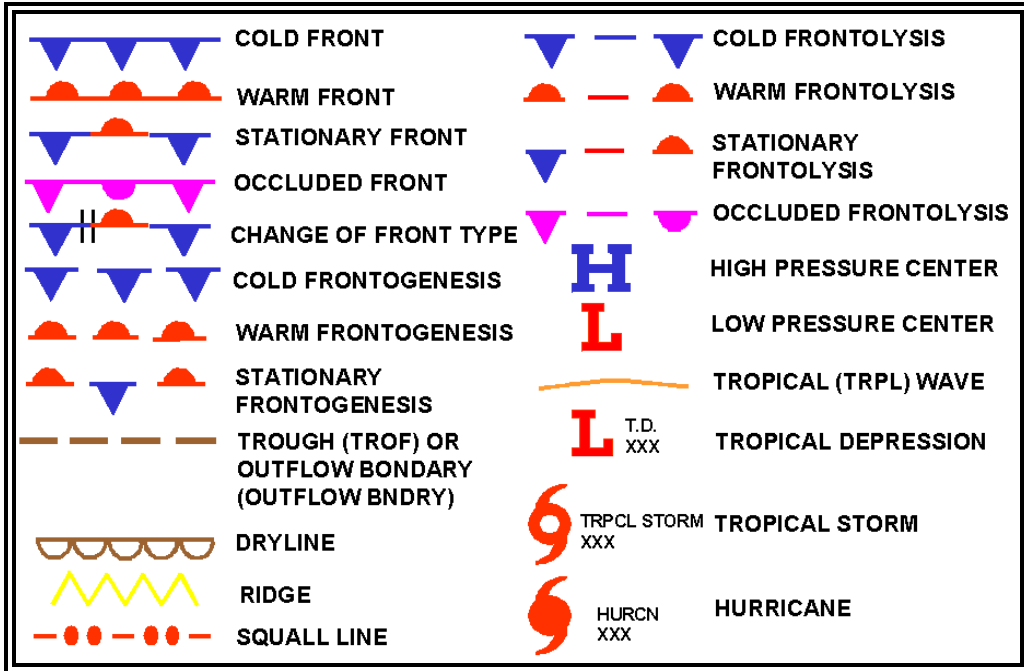 COLD FRONT
WARM FRONT
STATIONARY FRONT
OCCLUDED FRONT
CHANGE OF FRONT TYPE
COLD FRONTOGENESIS
WARM FRONTOGENESIS
STATIONARY
FRONTOGENESIS
TROUGH (TROF) OR
OUTFLOW BONDARY
(OUTFLOW BNDRY)
DRYLINE
RIDGE
SQUALL LINE
COLD FRONTOLYSIS
WARM FRONTOLYSIS
STATIONARY
FRONTOLYSIS
OCCLUDED FRONTOLYSIS
H HIGH PRESSURE CENTER
L LOW PRESSURE CENTER
TROPICAL (TRPL) WAVE
L T.D.
XXX
TROPICAL DEPRESSION
TRPCL STORM
XXX
TROPICAL STORM
HURCN
XXX
HURRICANE